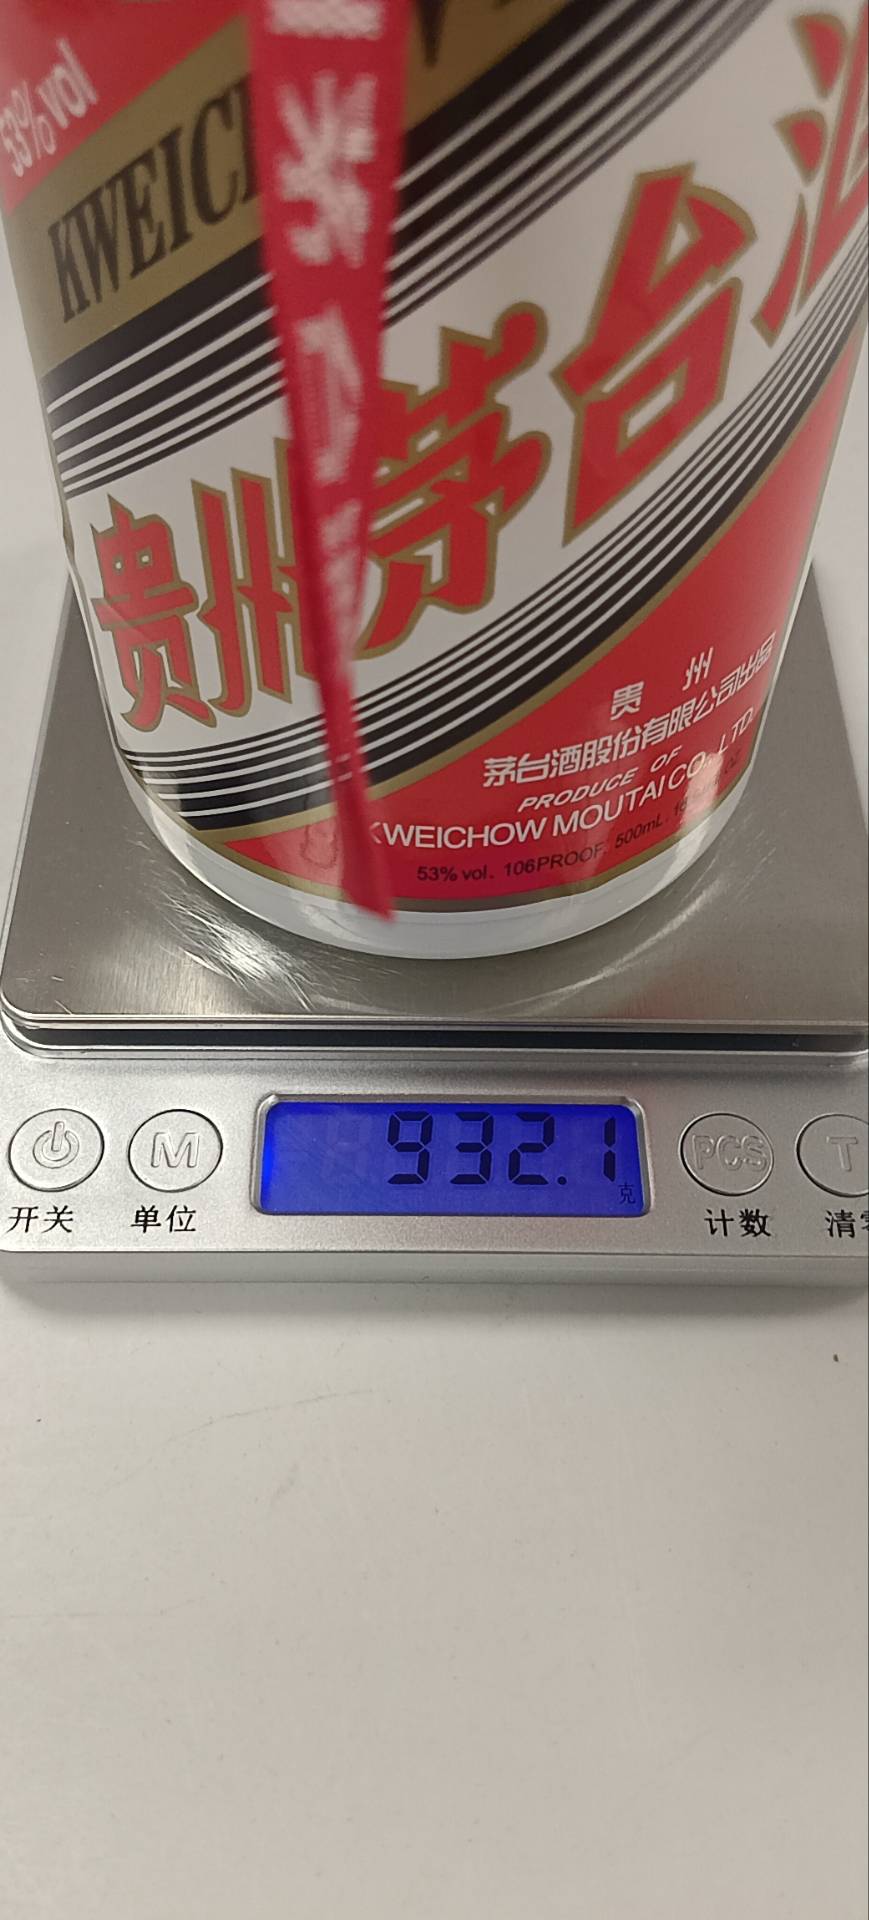 53%vol
KWEICH
贵州茅台酒
贵 州
茅台酒股份有限公司出品
PRODUCE OF
KWEICHOW MOUTAI CO., LTD.
53% vol. 106PROOF. 500mL
932.1
克
M
PCS
T
开关
单位
计数
清